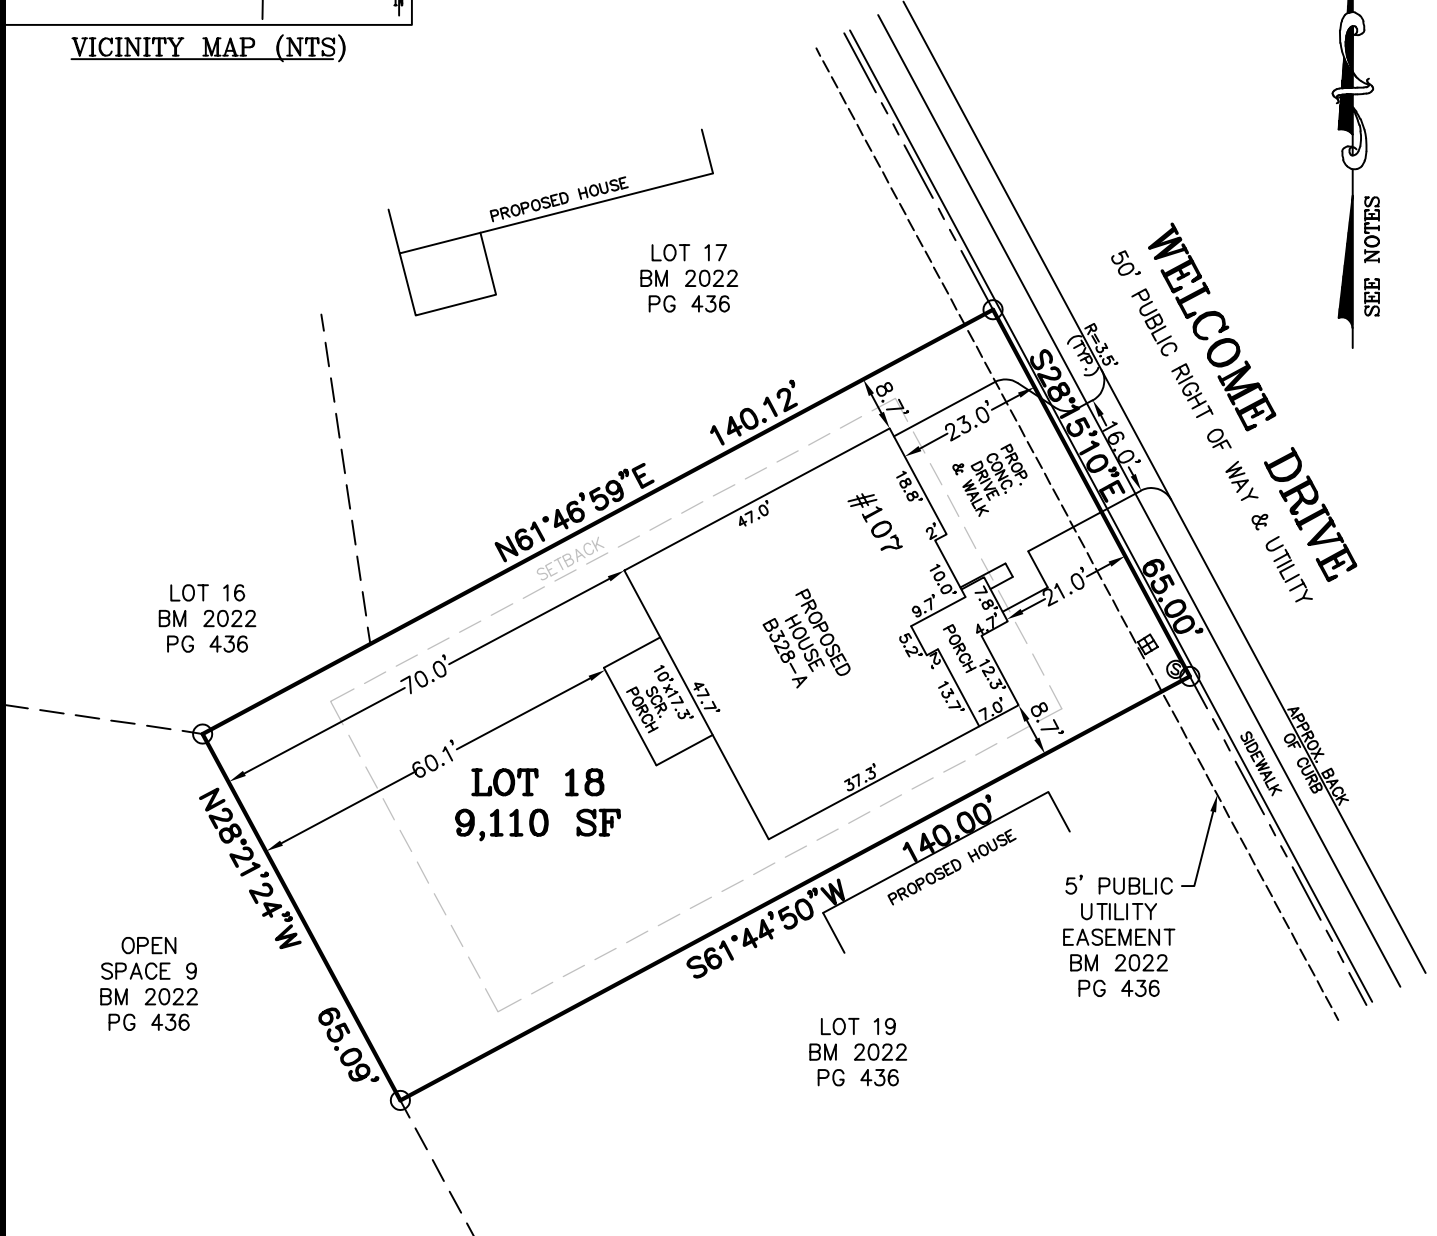 VICINITY MAP (NTS)
SEE NOTES
PROPOSED HOUSE
LOT 17
BM 2022
PG 436
WELCOME DRIVE
50' PUBLIC RIGHT OF WAY & UTILITY
R=3.5'
(TYP.)
S28°15'10"E
65.00'
16.0'
140.12'
N61°46'59"E
SETBACK
8.7'
23.0'
PROP.
CONC.
DRIVE
& WALK
18.8'
#107
47.0'
2'
10.0'
9.7'
7.8'
4.7'
21.0'
5.2'
2'
PORCH
12.3'
13.7'
7.0'
8.7'
PROPOSED
HOUSE
B328-A
LOT 16
BM 2022
PG 436
70.0'
60.1'
10'x17.3'
SCR.
PORCH
47.7'
37.3'
LOT 18
9,110 SF
N28°21'24"W
65.09'
140.00'
S61°44'50"W
PROPOSED HOUSE
S
SIDEWALK
APPROX. BACK
OF CURB
5' PUBLIC
UTILITY
EASEMENT
BM 2022
PG 436
OPEN
SPACE 9
BM 2022
PG 436
LOT 19
BM 2022
PG 436